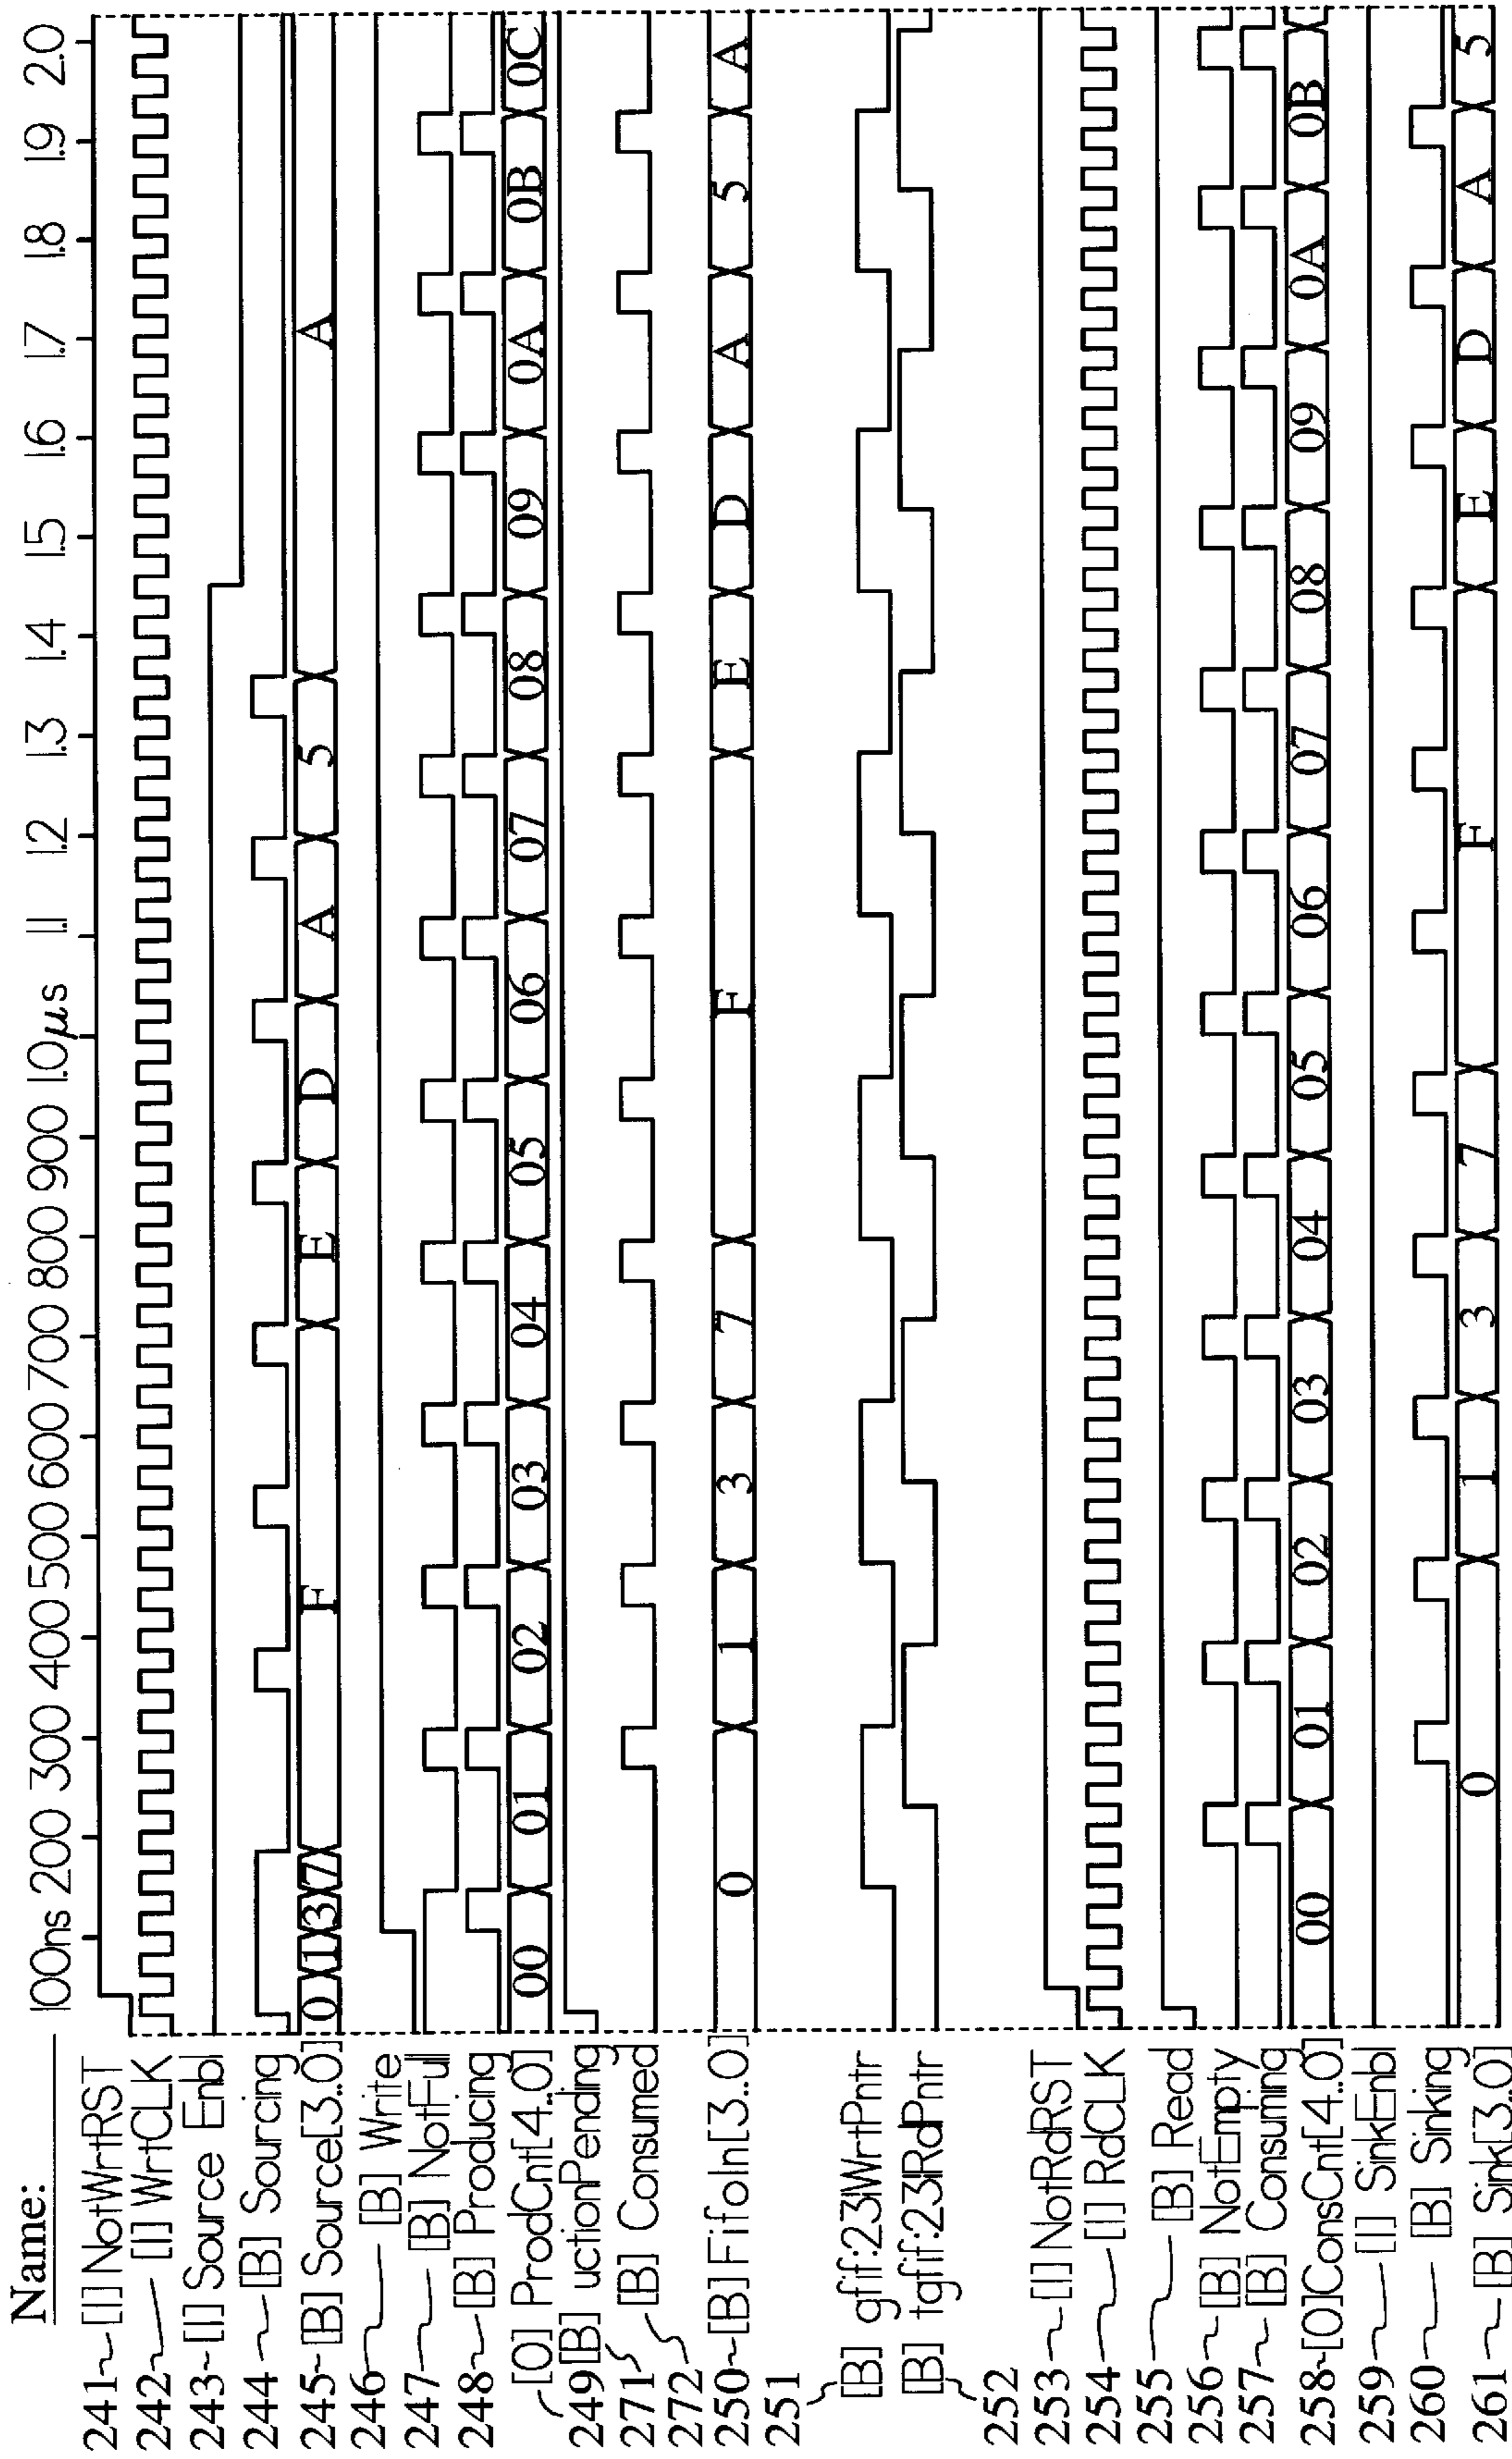 Name:
100ns 200 300 400 500 600 700 800 900 1.0µs 1.1 1.2 1.3 1.4 1.5 1.6 1.7 1.8 1.9 2.0
241 [I] NotWrtRST
242 [I] WrtCLK
243 [I] Source Enbl
244 [B] Sourcing
245 [B] Source[3..0] 0 1 3 7 F E D A 5 A
246 [B] Write
247 [B] NotFull
248 [B] Producing
249 [O] ProdCnt[4..0] 00 01 02 03 04 05 06 07 08 09 0A 0B 0C
271 [B] uctionPending
272 [B] Consumed
250 [B] FifoIn[3..0] 0 1 3 7 F E D A 5 A
251 [B] gfif:23|WrtPntr
252 [B] tgfif:23|RdPntr
253 [I] NotRdRST
254 [I] RdCLK
255 [B] Read
256 [B] NotEmpty
257 [B] Consuming
258 [O]ConsCnt[4..0] 00 01 02 03 04 05 06 07 08 09 0A 0B
259 [I] SinkEnbl
260 [B] Sinking
261 [B] Sink[3..0] 0 1 3 7 F E D A 5